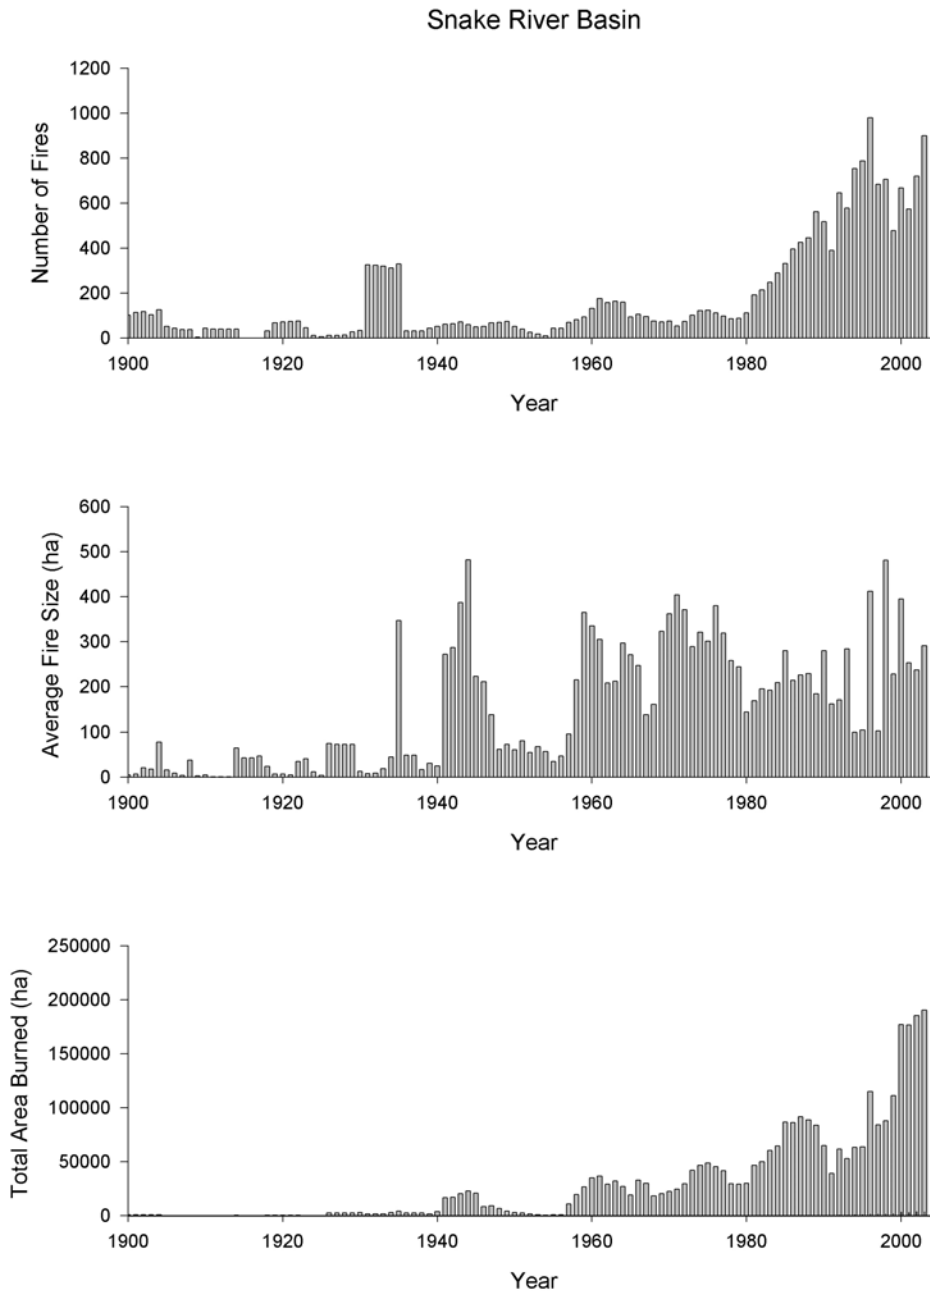 Snake River Basin
Number of Fires
1200
1000
800
600
400
200
0
1900 1920 1940 1960 1980 2000
Year
Average Fire Size (ha)
600
500
400
300
200
100
0
1900 1920 1940 1960 1980 2000
Year
Total Area Burned (ha)
250000
200000
150000
100000
50000
0
1900 1920 1940 1960 1980 2000
Year